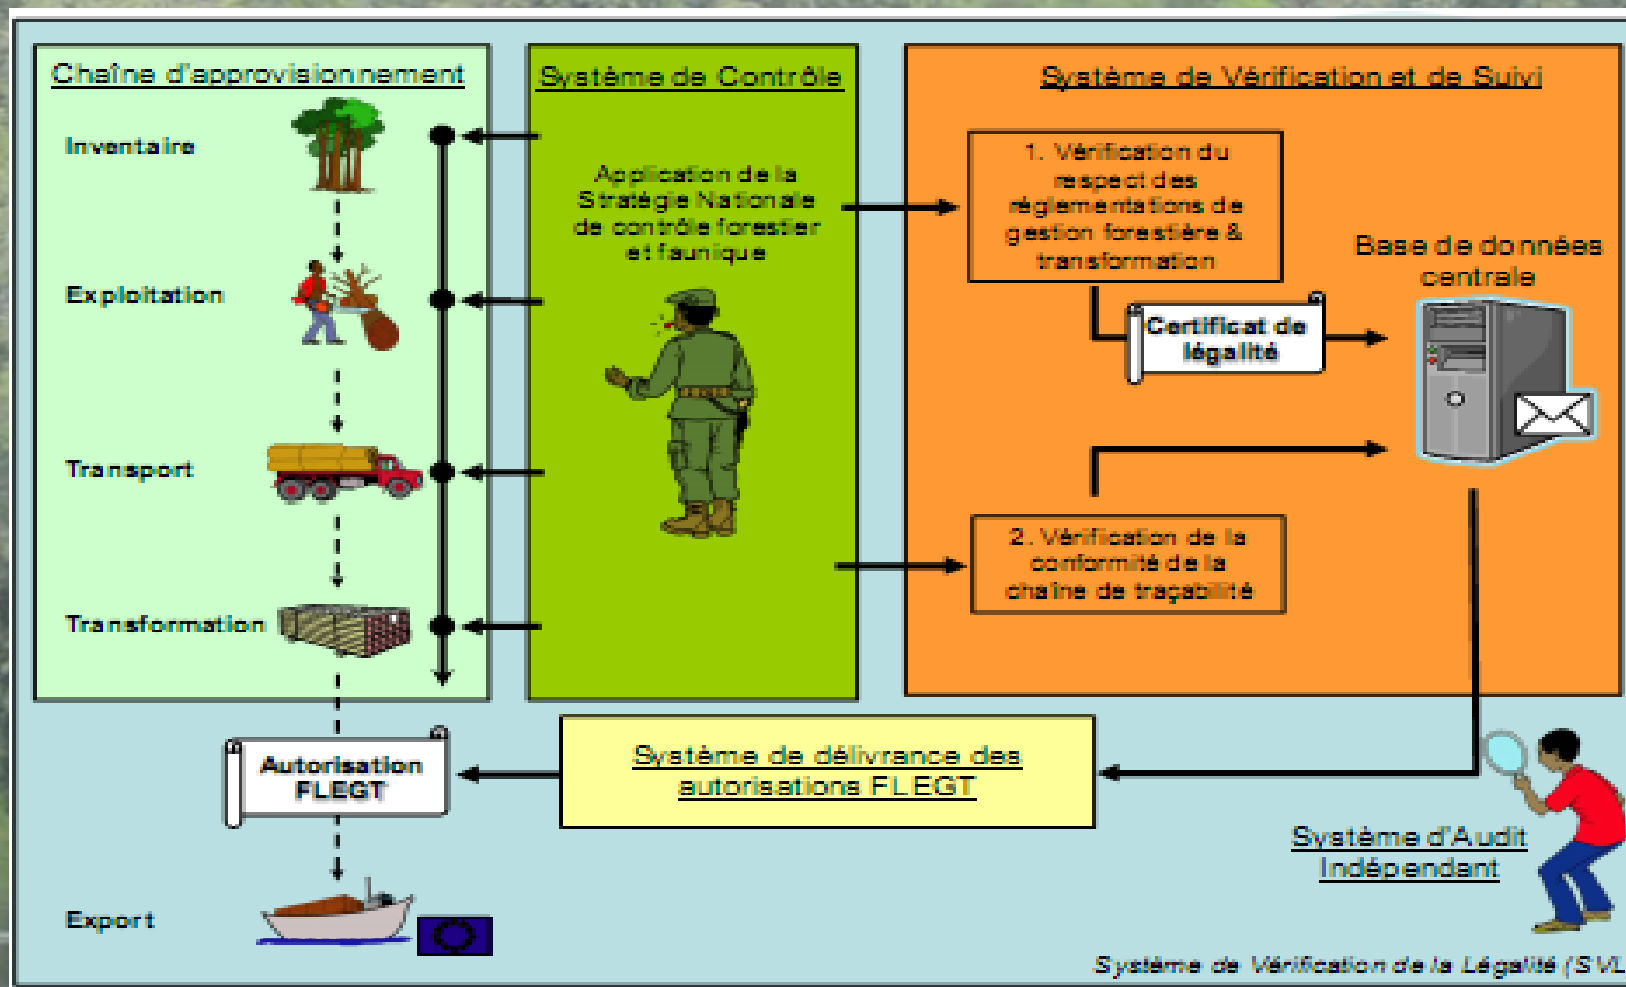 Chaîne d'approvisionnement
Inventaire
Exploitation
Transport
Transformation
Autorisation
FLEGT
Export
Système de Contrôle
Application de la
Stratégie Nationale
de contrôle forestier
et faunique
Système de Vérification et de Suivi
1. Vérification du
respect des
règlementations de
gestion forestière &
transformation
Certificat de
légalité
Base de données
centrale
2. Vérification de la
conformité de la
chaîne de traçabilité
Système de délivrance des
autorisations FLEGT
Système d'Audit
Indépendant
Système de Vérification de la Légalité (SVL